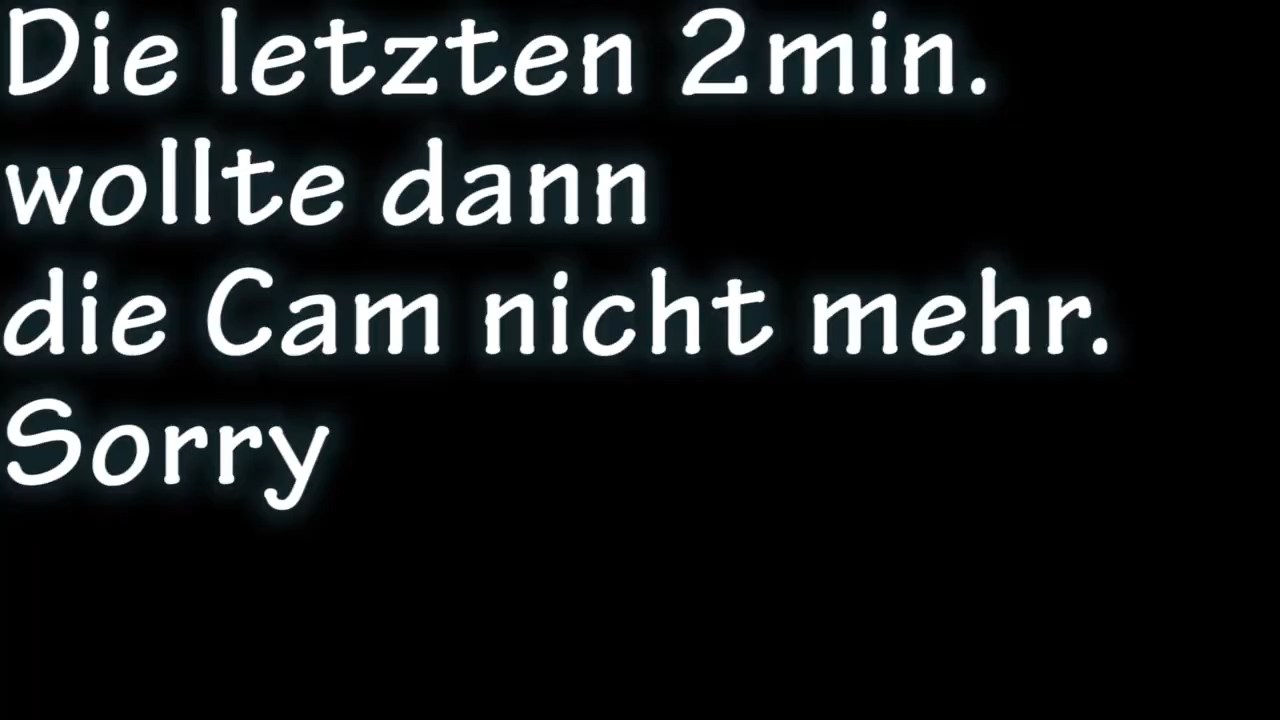 Die letzten 2min.
wollte dann
die Cam nicht mehr.
Sorry